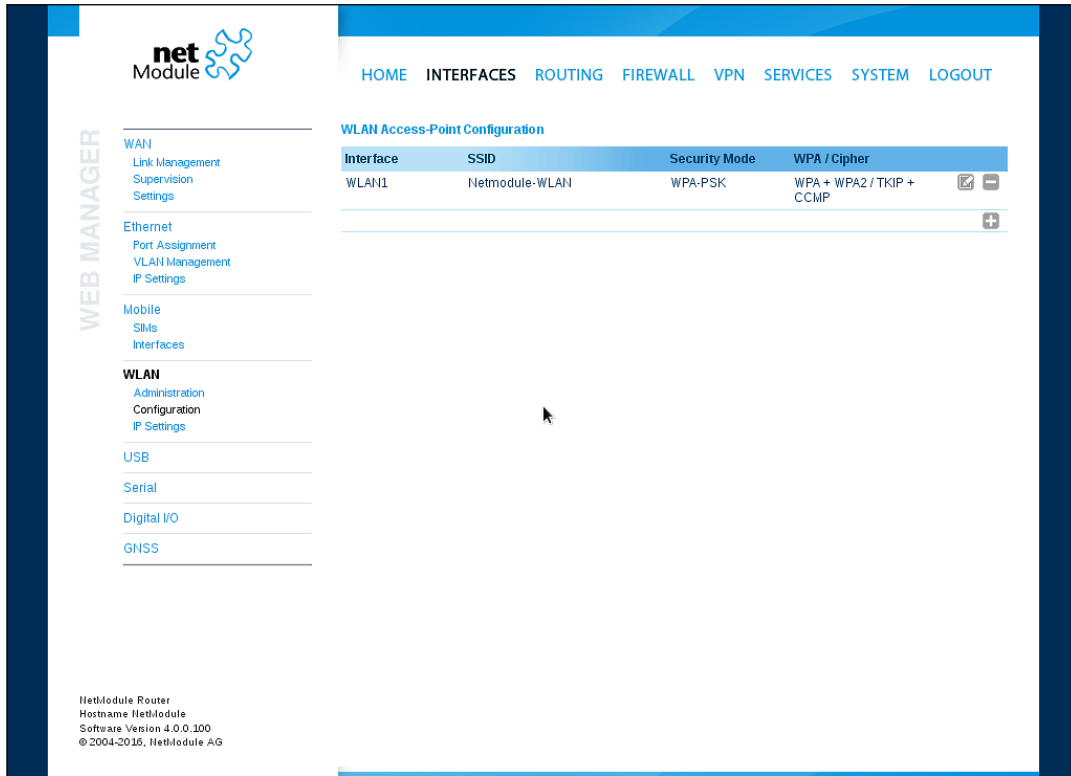 net
Module
HOME INTERFACES ROUTING FIREWALL VPN SERVICES SYSTEM LOGOUT
WEB MANAGER
WAN
Link Management
Supervision
Settings
Ethernet
Port Assignment
VLAN Management
IP Settings
Mobile
SIMs
Interfaces
WLAN
Administration
Configuration
IP Settings
USB
Serial
Digital I/O
GNSS
WLAN Access-Point Configuration
Interface SSID Security Mode WPA / Cipher
WLAN1 Netmodule-WLAN WPA-PSK WPA + WPA2 / TKIP +
CCMP
NetModule Router
Hostname NetModule
Software Version 4.0.0.100
© 2004-2016, NetModule AG